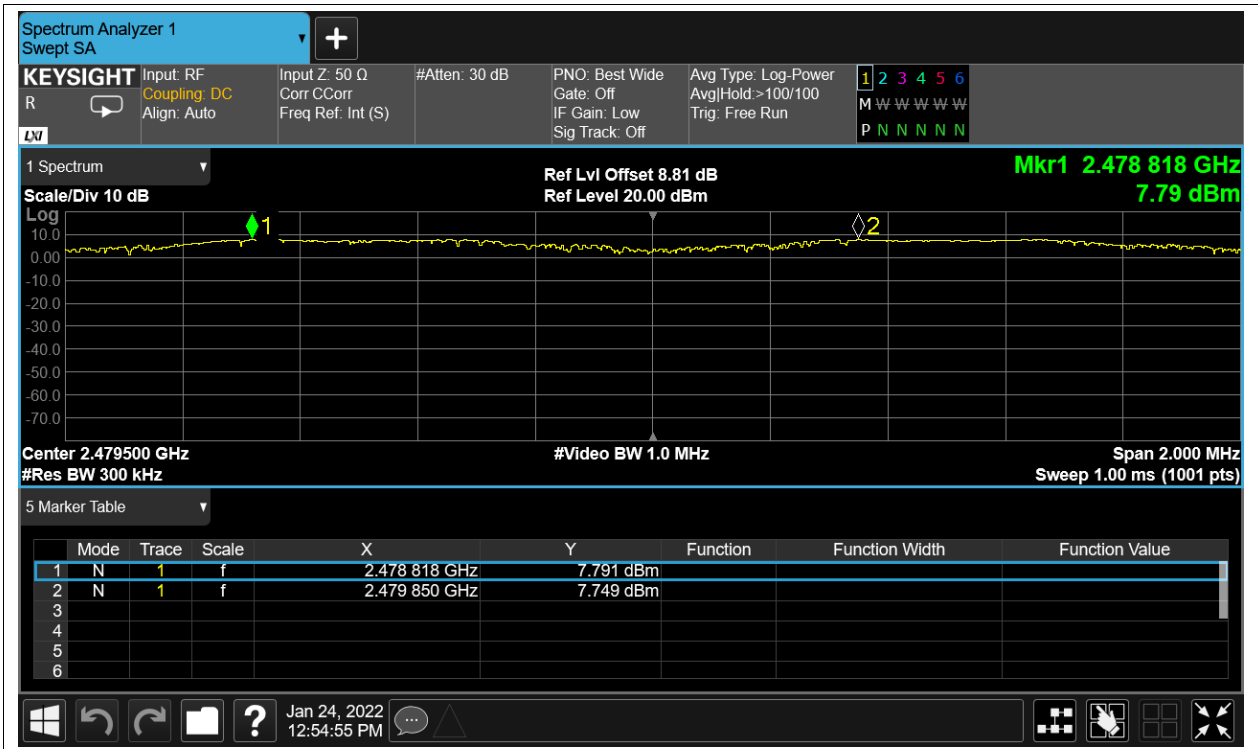 Spectrum Analyzer 1
Swept SA
KEYSIGHT
R
LXI
Input: RF
Coupling: DC
Align: Auto
Input Z: 50 Ω
Corr CCorr
Freq Ref: Int (S)
#Atten: 30 dB
PNO: Best Wide
Gate: Off
IF Gain: Low
Sig Track: Off
Avg Type: Log-Power
Avg|Hold:>100/100
Trig: Free Run
1 2 3 4 5 6
M W W W W W
P N N N N N
1 Spectrum
Scale/Div 10 dB
Ref Lvl Offset 8.81 dB
Ref Level 20.00 dBm
Mkr1 2.478 818 GHz
7.79 dBm
Log
10.0
0.00
-10.0
-20.0
-30.0
-40.0
-50.0
-60.0
-70.0
1
2
Center 2.479500 GHz
#Video BW 1.0 MHz
Span 2.000 MHz
#Res BW 300 kHz
Sweep 1.00 ms (1001 pts)
5 Marker Table
Mode Trace Scale X Y Function Function Width Function Value
1 N 1 f 2.478 818 GHz 7.791 dBm
2 N 1 f 2.479 850 GHz 7.749 dBm
3
4
5
6
?
Jan 24, 2022
12:54:55 PM